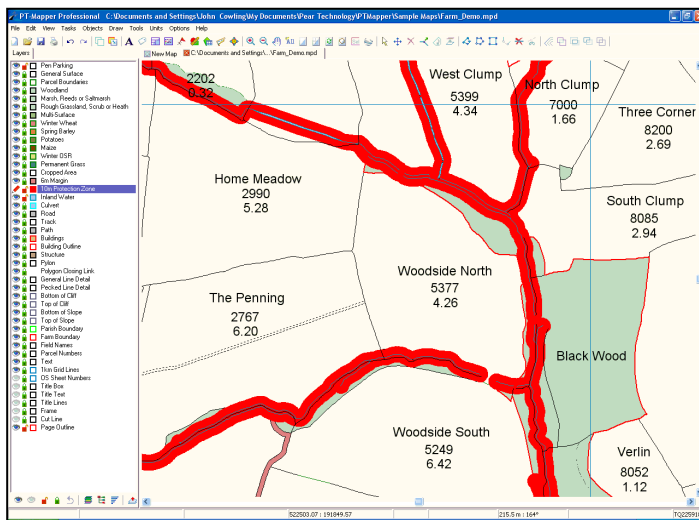 PT-Mapper Professional C:\Documents and Settings\John Cowling\My Documents\Pear Technology\PTMapper\Sample Maps\Farm_Demo.mpd
File Edit View Themes Objects Draw Tools Units Options Help
Layers
New Map C:\Documents and Settings\...\Farm_Demo.mpd
Pen Parking
General Surface
Parcel Boundaries
Woodland
Marsh, Reeds or Saltmarsh
Rough Grassland, Scrub or Heath
Multi-Surface
Winter Wheat
Spring Barley
Potatoes
Maize
Winter OSR
Permanent Grass
Cropped Area
6m Margin
10m Protection Zone
Inland Water
Culvert
Road
Track
Path
Buildings
Building Outline
Structure
Pylon
Polygon Closing Link
General Line Detail
Pecked Line Detail
Bottom of Cliff
Top of Cliff
Bottom of Slope
Top of Slope
Parish Boundary
Farm Boundary
Field Names
Parcel Numbers
Text
1km Grid Lines
OS Sheet Numbers
Title Box
Title Text
Title Lines
Frame
Cut Line
Page Outline
2202
9.32
West Clump
5399
4.34
North Clump
7000
1.66
Three Corner
8200
2.69
Home Meadow
2990
5.28
South Clump
8085
2.94
Woodside North
5377
4.26
The Penning
2767
6.20
Black Wood
Woodside South
5249
6.42
Verlin
8052
1.12
522503.07 : 191849.57
215.5 m : 164°
TQ225910